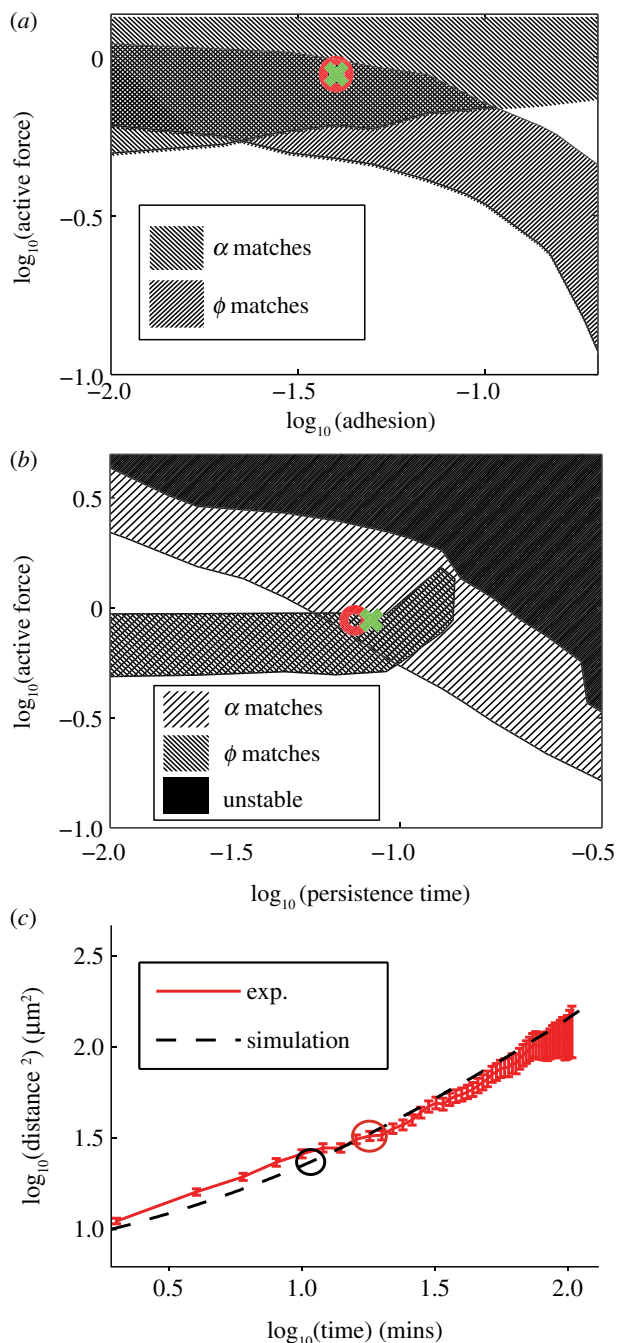 (a)
0
−0.5
−1.0
log10(active force)
α matches
ϕ matches
−2.0 −1.5 −1.0
log10(adhesion)
(b)
0.5
0
−0.5
−1.0
log10(active force)
α matches
ϕ matches
unstable
−2.0 −1.5 −1.0 −0.5
log10(persistence time)
(c)
2.5
2.0
1.5
1.0
log10(distance 2) (μm2)
exp.
simulation
0.5 1.0 1.5 2.0
log10(time) (mins)